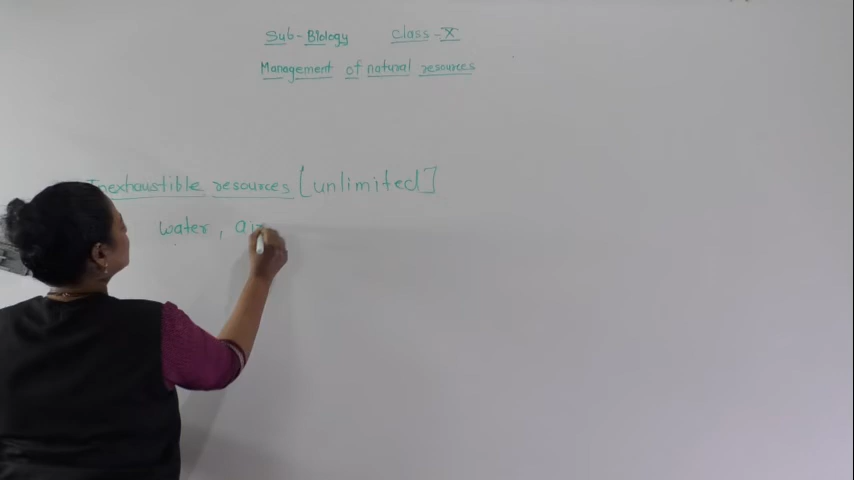 Sub-Biology Class-X
Management of natural resources
Inexhaustible resources [unlimited]
water, air